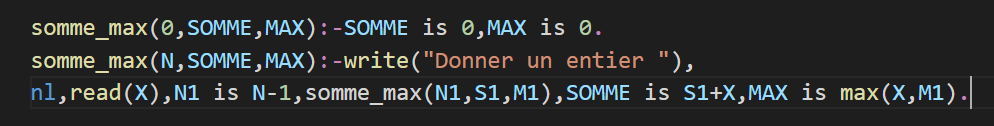 somme_max(0,SOMME,MAX):-SOMME is 0,MAX is 0.
somme_max(N,SOMME,MAX):-write("Donner un entier "),
nl,read(X),N1 is N-1,somme_max(N1,S1,M1),SOMME is S1+X,MAX is max(X,M1).